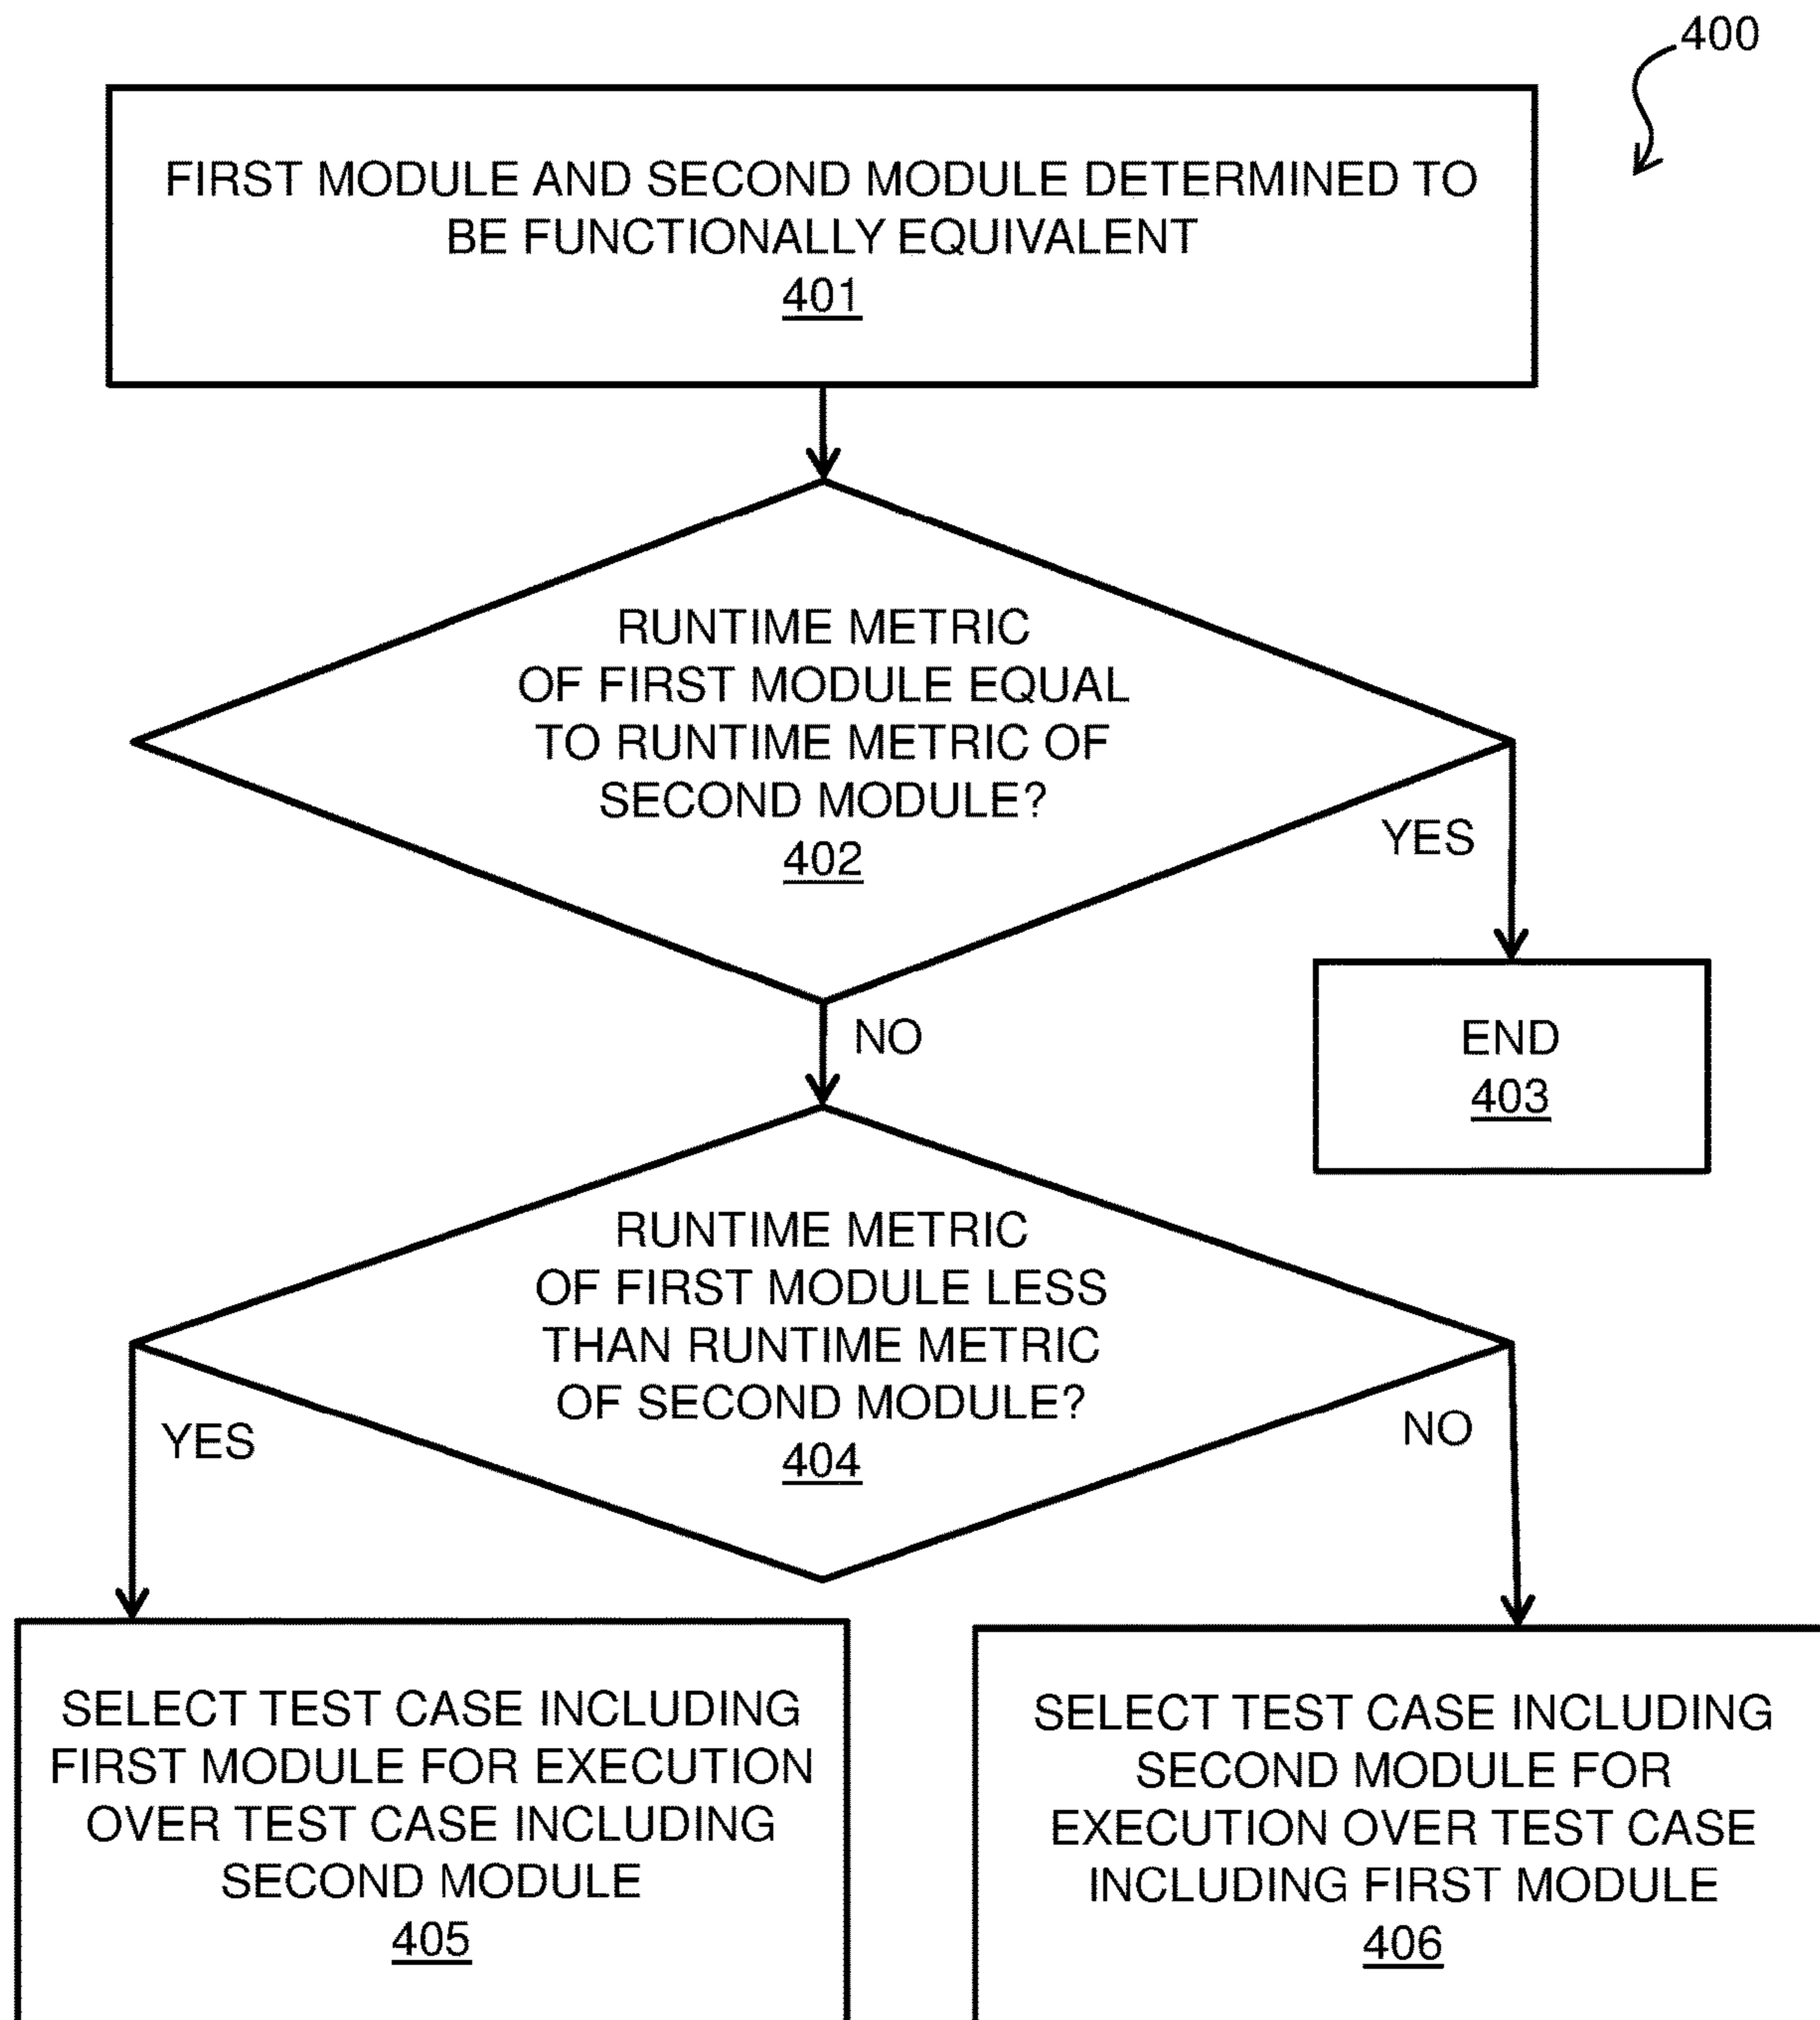 400
FIRST MODULE AND SECOND MODULE DETERMINED TO
BE FUNCTIONALLY EQUIVALENT
401
RUNTIME METRIC
OF FIRST MODULE EQUAL
TO RUNTIME METRIC OF
SECOND MODULE?
402
YES
NO
END
403
RUNTIME METRIC
OF FIRST MODULE LESS
THAN RUNTIME METRIC
OF SECOND MODULE?
404
YES
NO
SELECT TEST CASE INCLUDING
FIRST MODULE FOR EXECUTION
OVER TEST CASE INCLUDING
SECOND MODULE
405
SELECT TEST CASE INCLUDING
SECOND MODULE FOR
EXECUTION OVER TEST CASE
INCLUDING FIRST MODULE
406